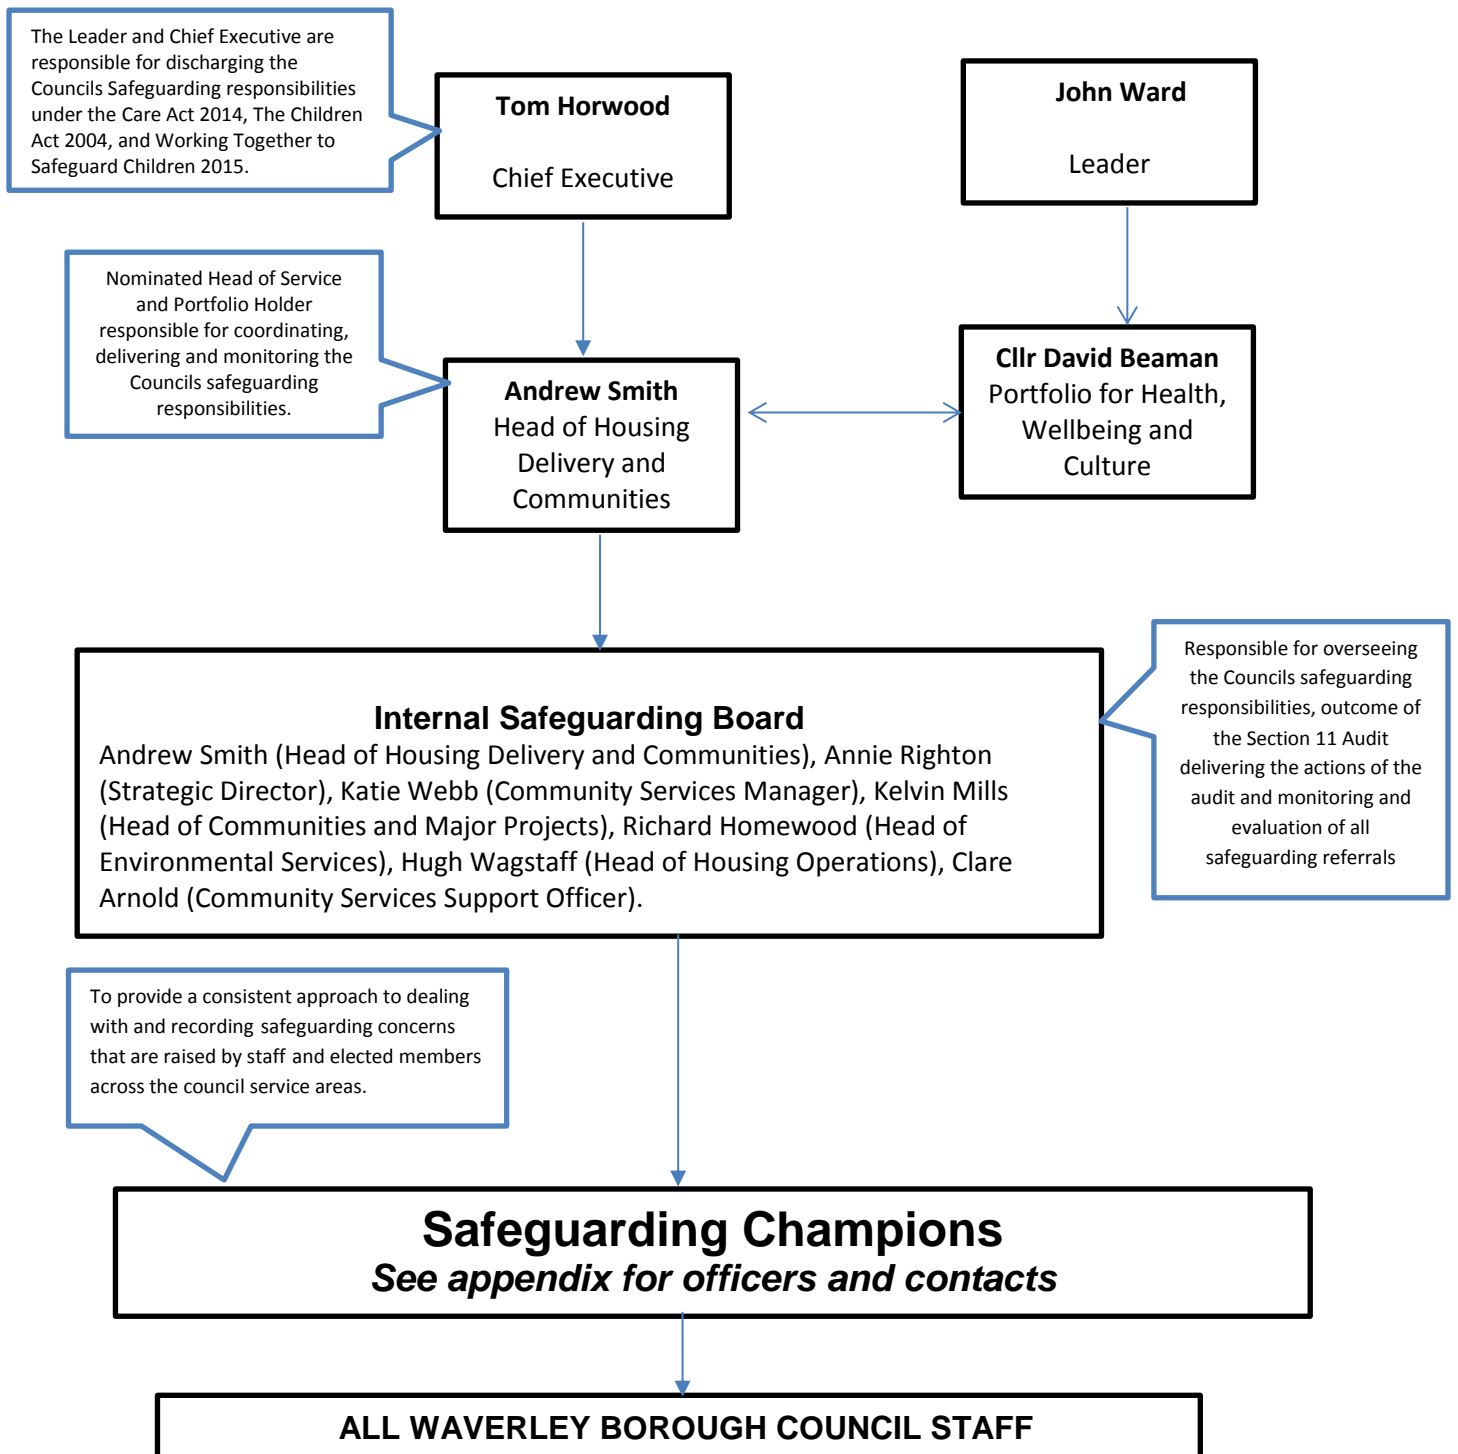 The Leader and Chief Executive are
responsible for discharging the
Councils Safeguarding responsibilities
under the Care Act 2014, The Children
Act 2004, and Working Together to
Safeguard Children 2015.
Tom Horwood
Chief Executive
John Ward
Leader
Nominated Head of Service
and Portfolio Holder
responsible for coordinating,
delivering and monitoring the
Councils safeguarding
responsibilities.
Andrew Smith
Head of Housing
Delivery and
Communities
Cllr David Beaman
Portfolio for Health,
Wellbeing and
Culture
Internal Safeguarding Board
Andrew Smith (Head of Housing Delivery and Communities), Annie Righton
(Strategic Director), Katie Webb (Community Services Manager), Kelvin Mills
(Head of Communities and Major Projects), Richard Homewood (Head of
Environmental Services), Hugh Wagstaff (Head of Housing Operations), Clare
Arnold (Community Services Support Officer).
Responsible for overseeing
the Councils safeguarding
responsibilities, outcome of
the Section 11 Audit
delivering the actions of the
audit and monitoring and
evaluation of all
safeguarding referrals
To provide a consistent approach to dealing
with and recording safeguarding concerns
that are raised by staff and elected members
across the council service areas.
Safeguarding Champions
See appendix for officers and contacts
ALL WAVERLEY BOROUGH COUNCIL STAFF